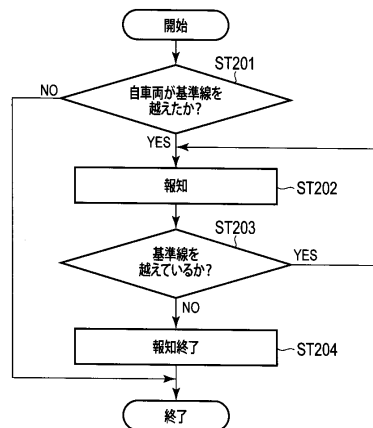 開始
ST201
NO
自車両が基準線を
越えたか?
YES
報知
ST202
ST203
基準線を
越えているか?
YES
NO
報知終了
ST204
終了